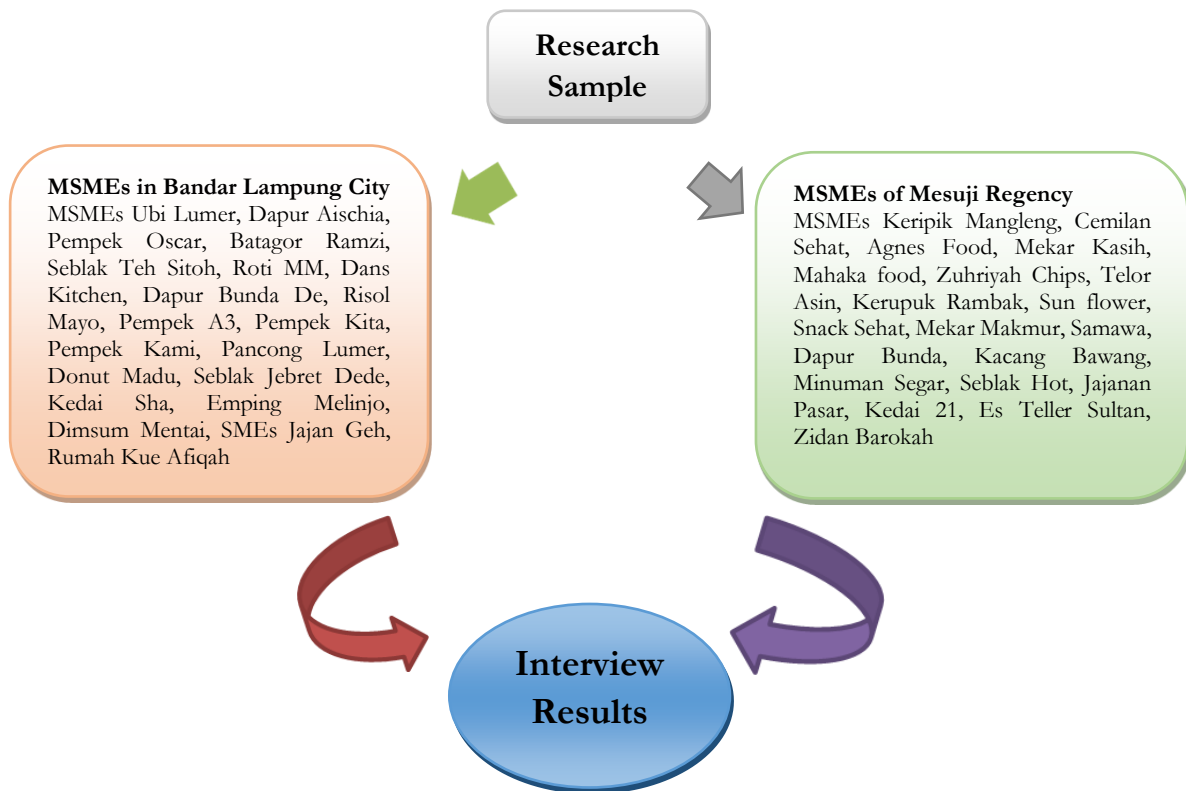 Research
Sample
MSMEs in Bandar Lampung City
MSMEs Ubi Lumer, Dapur Aischia,
Pempek Oscar, Batagor Ramzi,
Seblak Teh Sitoh, Roti MM, Dans
Kitchen, Dapur Bunda De, Risol
Mayo, Pempek A3, Pempek Kita,
Pempek Kami, Pancong Lumer,
Donut Madu, Seblak Jebret Dede,
Kedai Sha, Emping Melinjo,
Dimsum Mentai, SMEs Jajan Geh,
Rumah Kue Afiqah
MSMEs of Mesuji Regency
MSMEs Keripik Mangleng, Cemilan
Sehat, Agnes Food, Mekar Kasih,
Mahaka food, Zuhriyah Chips, Telor
Asin, Kerupuk Rambak, Sun flower,
Snack Sehat, Mekar Makmur, Samawa,
Dapur Bunda, Kacang Bawang,
Minuman Segar, Seblak Hot, Jajanan
Pasar, Kedai 21, Es Teller Sultan,
Zidan Barokah
Interview
Results